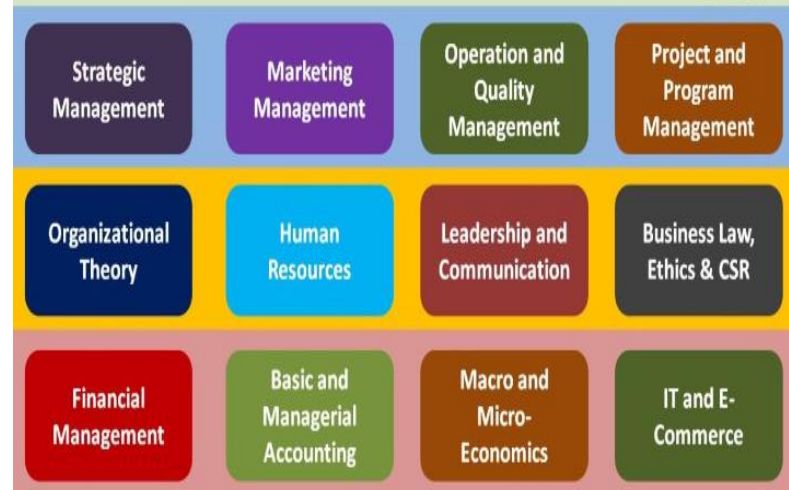 Strategic
Management
Marketing
Management
Operation and
Quality
Management
Project and
Program
Management
Organizational
Theory
Human
Resources
Leadership and
Communication
Business Law,
Ethics & CSR
Financial
Management
Basic and
Managerial
Accounting
Macro and
Micro-
Economics
IT and E-
Commerce